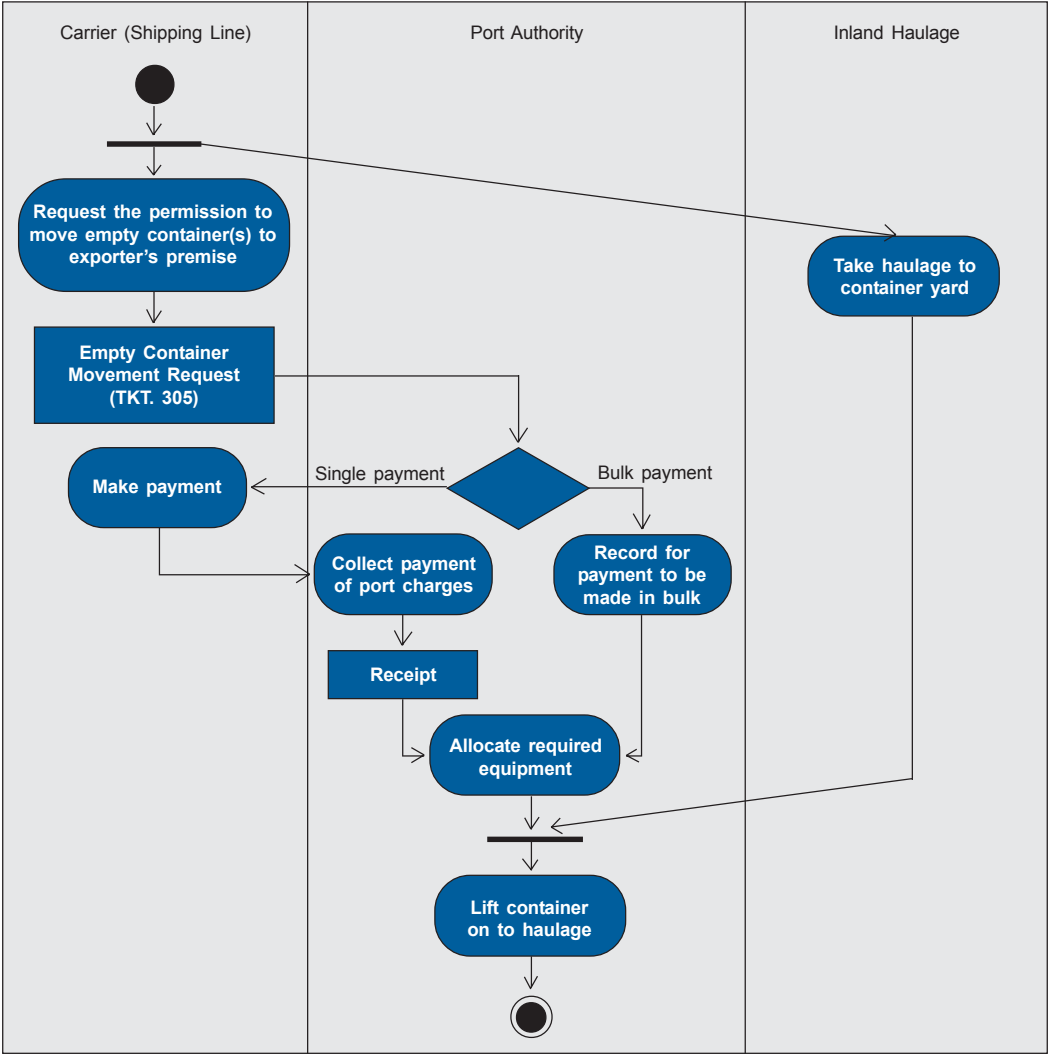 Carrier (Shipping Line)
Port Authority
Inland Haulage
Request the permission to
move empty container(s) to
exporter's premise
Take haulage to
container yard
Empty Container
Movement Request
(TKT. 305)
Single payment
Bulk payment
Make payment
Collect payment
of port charges
Record for
payment to be
made in bulk
Receipt
Allocate required
equipment
Lift container
on to haulage